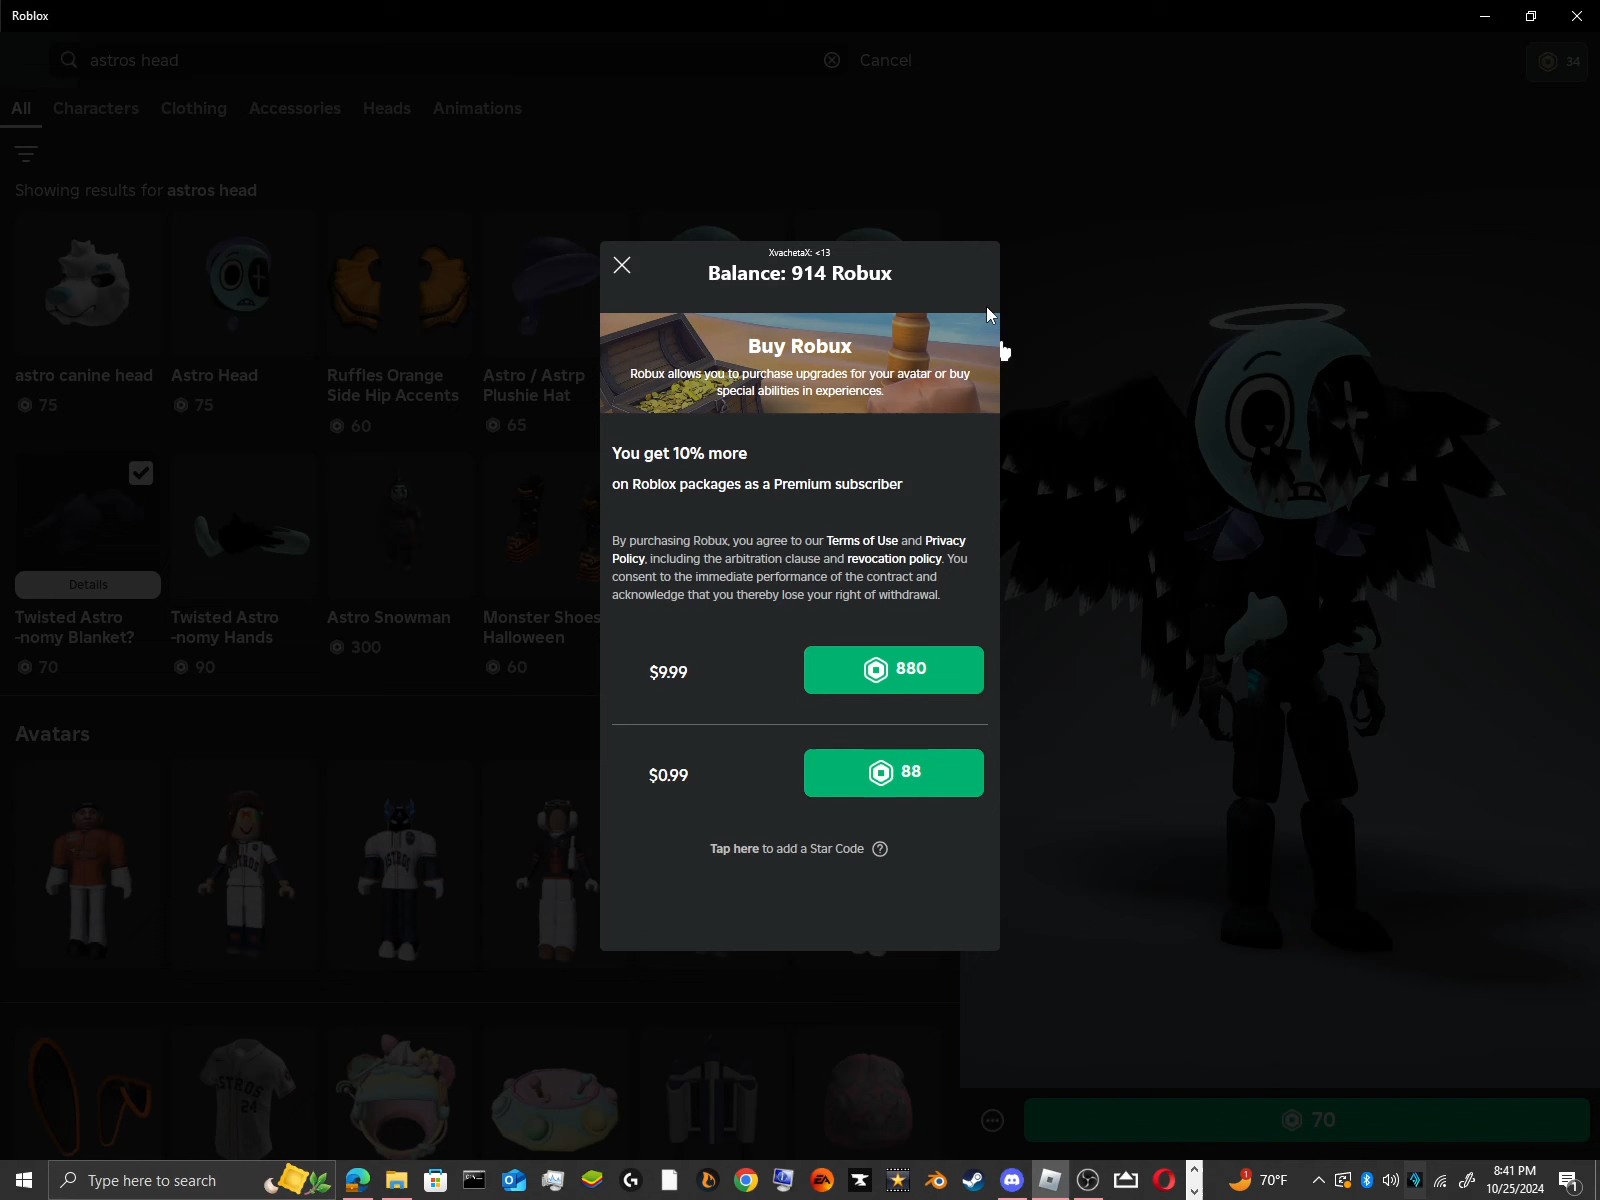 Roblox
astros head
Cancel
34
All Characters Clothing Accessories Heads Animations
Showing results for astros head
XvachetaX: <13
Balance: 914 Robux
Buy Robux
Robux allows you to purchase upgrades for your avatar or buy
special abilities in experiences.
astro canine head
75
Astro Head
75
Ruffles Orange
Side Hip Accents
60
Astro / Astrp
Plushie Hat
65
You get 10% more
on Roblox packages as a Premium subscriber
By purchasing Robux, you agree to our Terms of Use and Privacy
Policy, including the arbitration clause and revocation policy. You
consent to the immediate performance of the contract and
acknowledge that you thereby lose your right of withdrawal.
Details
Twisted Astro
-nomy Blanket?
70
Twisted Astro
-nomy Hands
90
Astro Snowman
300
Monster Shoes
Halloween
60
$9.99
880
$0.99
88
Tap here to add a Star Code
Avatars
ASTROS
ASTROS
STROS
24
70
Type here to search
EA
1
70°F
8:41 PM
10/25/2024
1